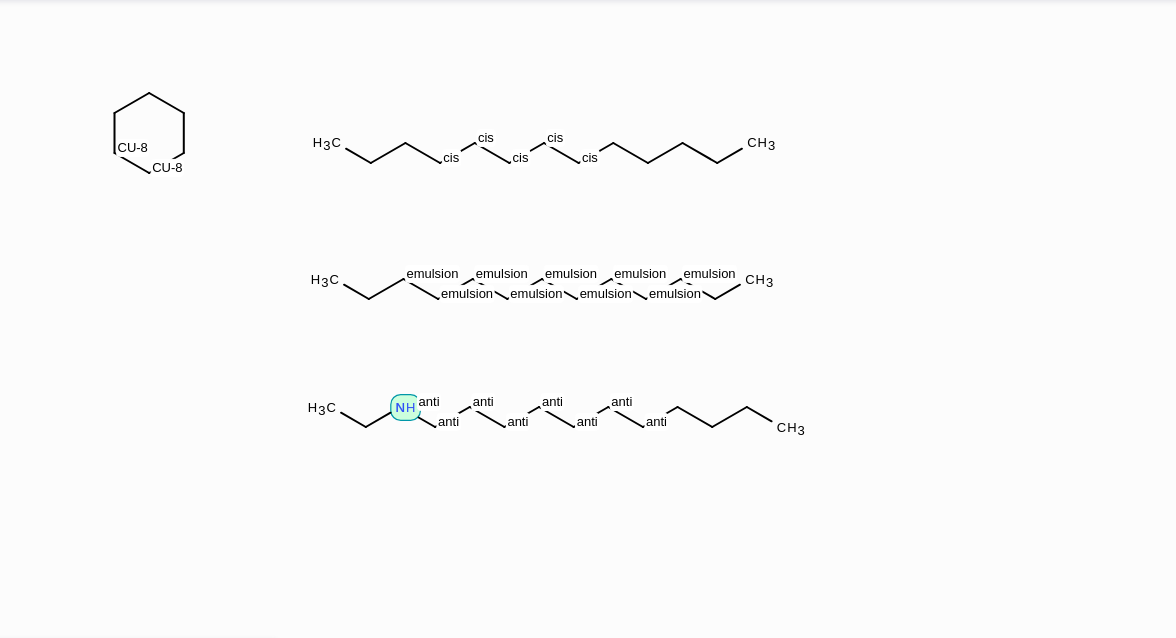 CU-8
CU-8
H3C cis cis cis cis cis CH3
H3C emulsion emulsion emulsion emulsion emulsion emulsion emulsion emulsion emulsion CH3
H3C NH anti anti anti anti anti anti anti anti CH3